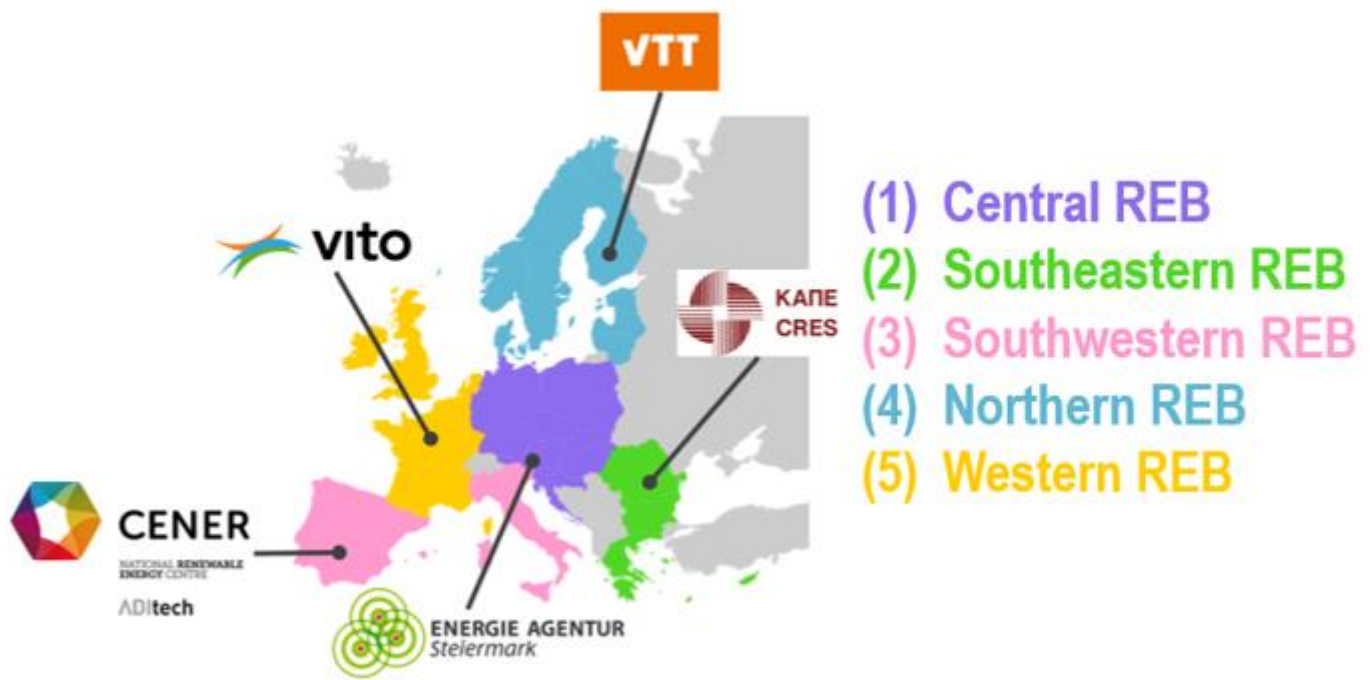 VTT
vito
ΚΑΠΕ
CRES
(1) Central REB
(2) Southeastern REB
(3) Southwestern REB
(4) Northern REB
(5) Western REB
CENER
NATIONAL RENEWABLE
ENERGY CENTRE
ADItech
ENERGIE AGENTUR
Steiermark